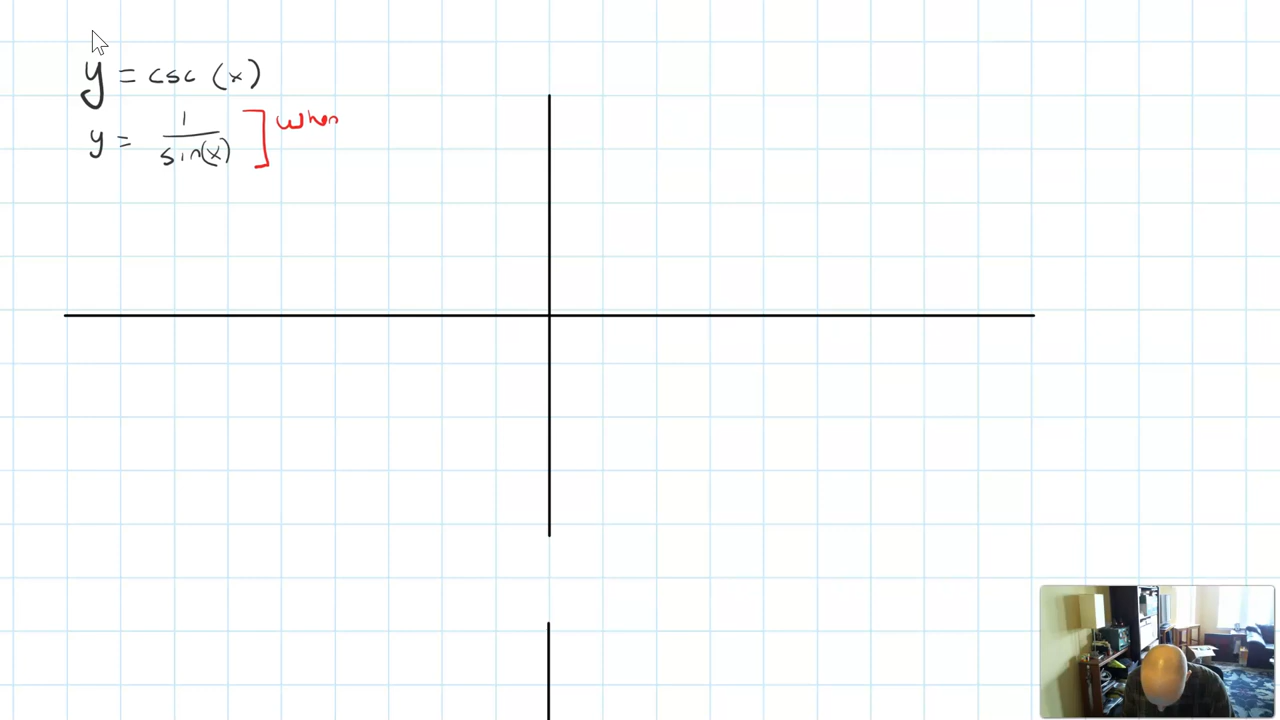 y = csc (x)
y = 1/sin(x) ] when